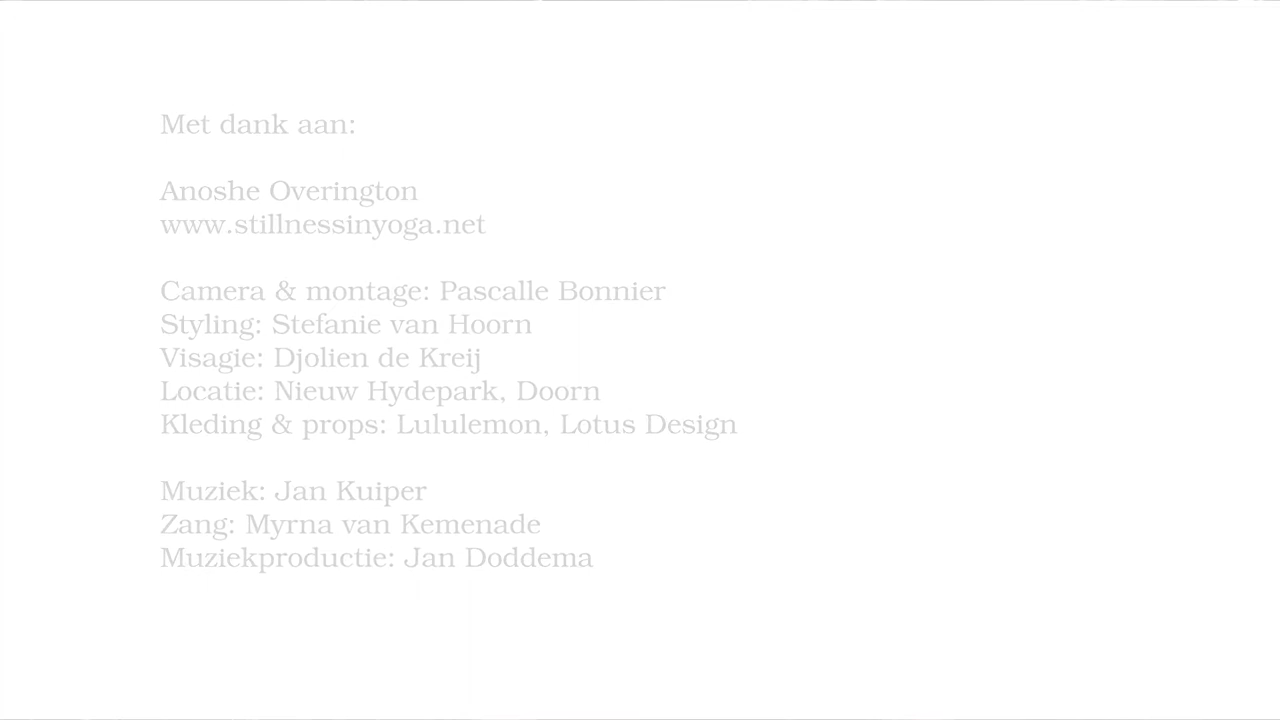 Met dank aan:
Anoshe Overington
www.stillnessinyoga.net
Camera & montage: Pascalle Bonnier
Styling: Stefanie van Hoorn
Visagie: Djolien de Kreij
Locatie: Nieuw Hydepark, Doorn
Kleding & props: Lululemon, Lotus Design
Muziek: Jan Kuiper
Zang: Myrna van Kemenade
Muziekproductie: Jan Doddema